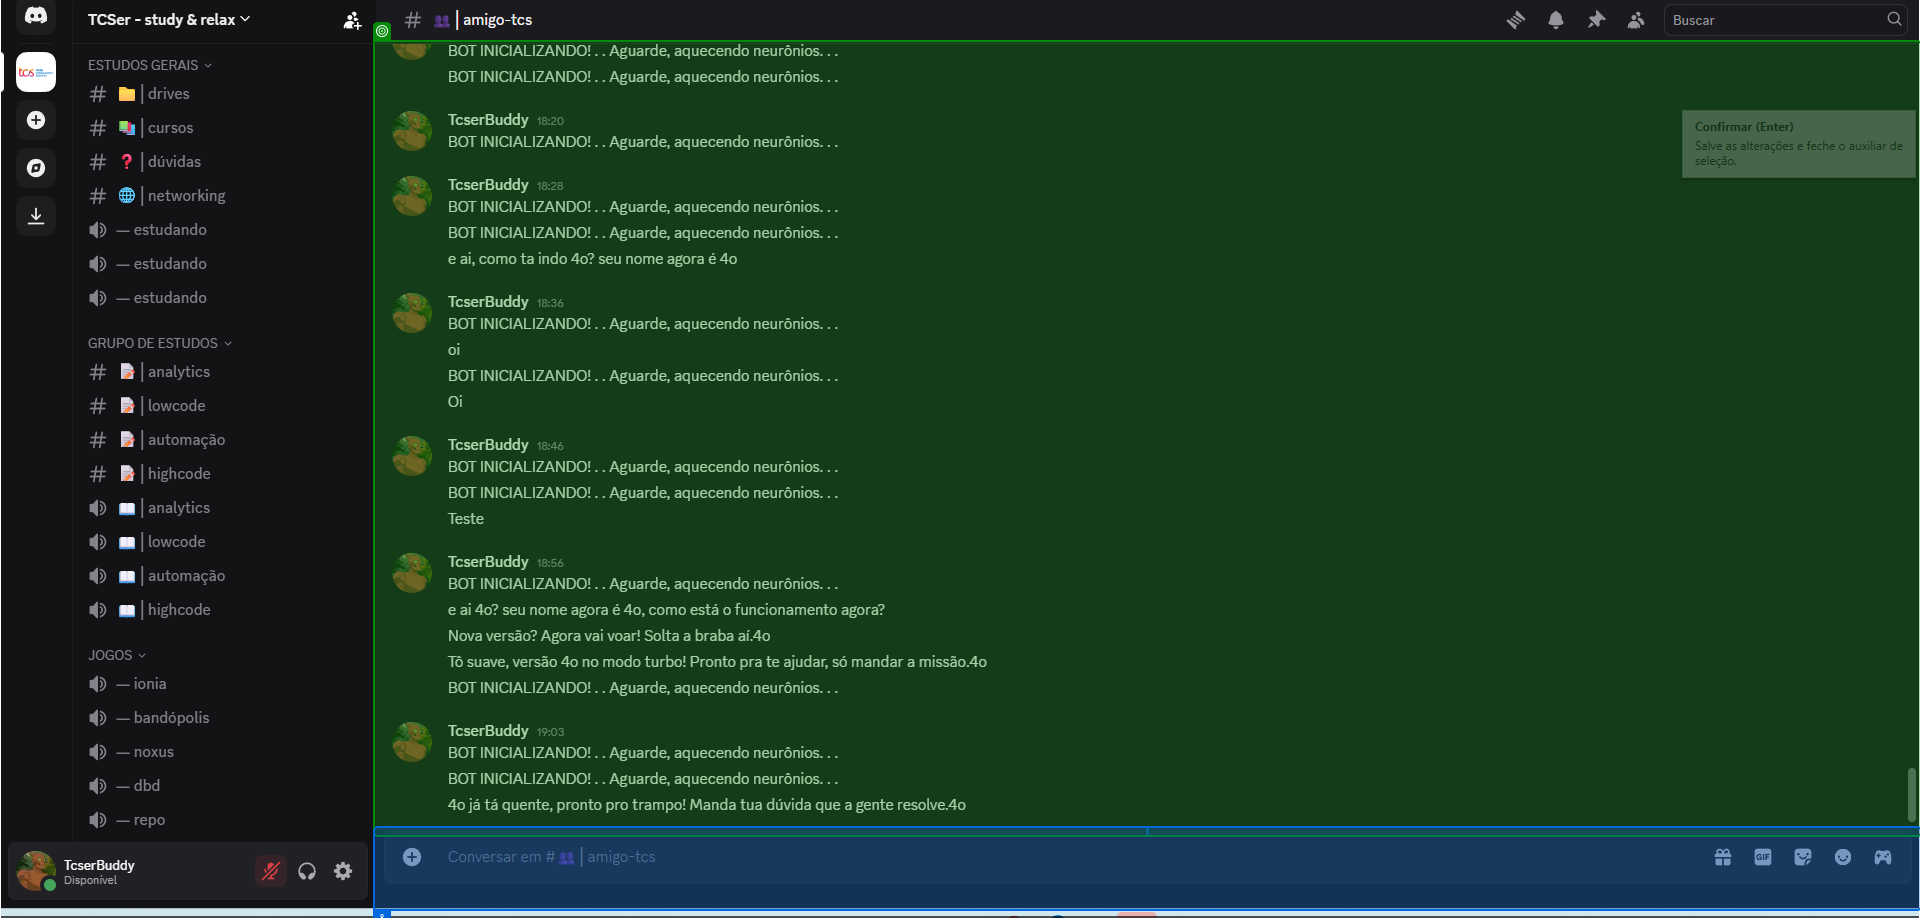 TCSer - study & relax
ESTUDOS GERAIS
drives
cursos
dúvidas
networking
— estudando
— estudando
— estudando
GRUPO DE ESTUDOS
analytics
lowcode
automação
highcode
analytics
lowcode
automação
highcode
JOGOS
— ionia
— bandópolis
— noxus
— dbd
— repo
TcserBuddy
Disponível
tcs
# | amigo-tcs
Buscar
BOT INICIALIZANDO! . . Aguarde, aquecendo neurônios. . .
BOT INICIALIZANDO! . . Aguarde, aquecendo neurônios. . .
TcserBuddy 18:20
BOT INICIALIZANDO! . . Aguarde, aquecendo neurônios. . .
Confirmar (Enter)
Salve as alterações e feche o auxiliar de
seleção.
TcserBuddy 18:28
BOT INICIALIZANDO! . . Aguarde, aquecendo neurônios. . .
BOT INICIALIZANDO! . . Aguarde, aquecendo neurônios. . .
e ai, como ta indo 4o? seu nome agora é 4o
TcserBuddy 18:36
BOT INICIALIZANDO! . . Aguarde, aquecendo neurônios. . .
oi
BOT INICIALIZANDO! . . Aguarde, aquecendo neurônios. . .
Oi
TcserBuddy 18:46
BOT INICIALIZANDO! . . Aguarde, aquecendo neurônios. . .
BOT INICIALIZANDO! . . Aguarde, aquecendo neurônios. . .
Teste
TcserBuddy 18:56
BOT INICIALIZANDO! . . Aguarde, aquecendo neurônios. . .
e ai 4o? seu nome agora é 4o, como está o funcionamento agora?
Nova versão? Agora vai voar! Solta a braba aí.4o
Tô suave, versão 4o no modo turbo! Pronto pra te ajudar, só mandar a missão.4o
BOT INICIALIZANDO! . . Aguarde, aquecendo neurônios. . .
TcserBuddy 19:03
BOT INICIALIZANDO! . . Aguarde, aquecendo neurônios. . .
BOT INICIALIZANDO! . . Aguarde, aquecendo neurônios. . .
4o já tá quente, pronto pro trampo! Manda tua dúvida que a gente resolve.4o
Conversar em # | amigo-tcs
GIF